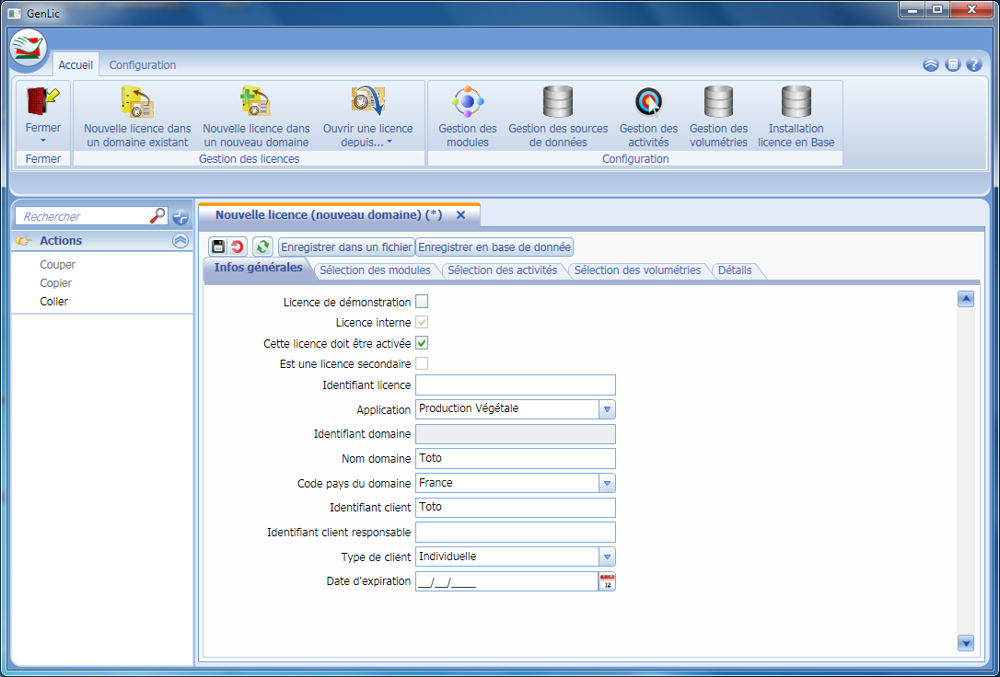 GenLic
Accueil
Configuration
Fermer
Nouvelle licence dans
un domaine existant
Nouvelle licence dans
un nouveau domaine
Ouvrir une licence
depuis...
Gestion des
modules
Gestion des sources
de données
Gestion des
activités
Gestion des
volumétries
Installation
licence en Base
Fermer
Gestion des licences
Configuration
Rechercher
Actions
Couper
Copier
Coller
Nouvelle licence (nouveau domaine) (*)
Enregistrer dans un fichier
Enregistrer en base de donnée
Infos générales
Sélection des modules
Sélection des activités
Sélection des volumétries
Détails
Licence de démonstration
Licence interne
Cette licence doit être activée
Est une licence secondaire
Identifiant licence
Application Production Végétale
Identifiant domaine
Nom domaine Toto
Code pays du domaine France
Identifiant client Toto
Identifiant client responsable
Type de client Individuelle
Date d'expiration __/__/____
12